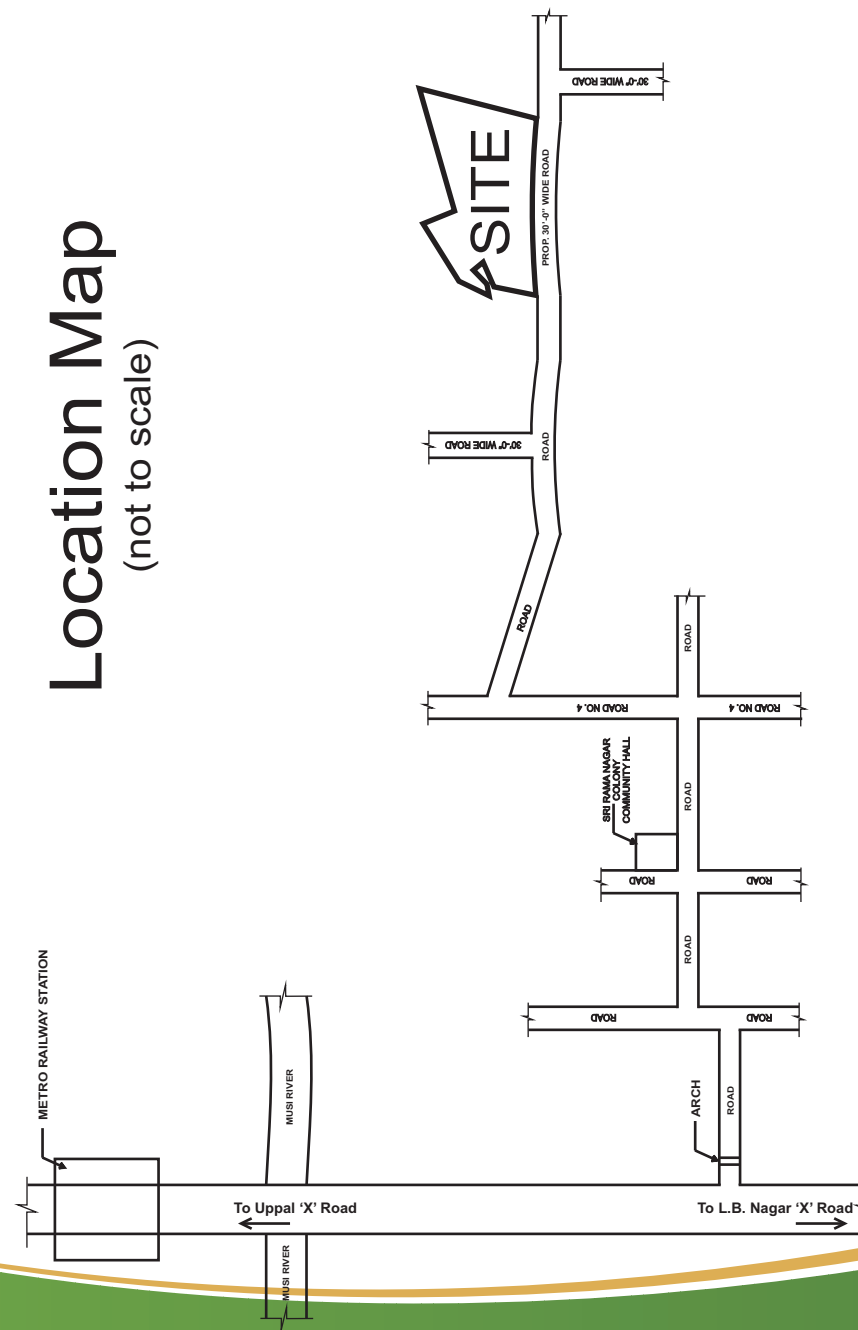 Location Map
(not to scale)
SITE
30'-0" WIDE ROAD
PROP. 30'-0" WIDE ROAD
30'-0" WIDE ROAD
ROAD
ROAD
ROAD NO. 4
ROAD NO. 4
ROAD
SRI RAMA NAGAR
COLONY
COMMUNITY HALL
ROAD
ROAD
ROAD
ROAD
ROAD
ROAD
ARCH
ROAD
METRO RAILWAY STATION
MUSI RIVER
To Uppal ‘X’ Road
To L.B. Nagar ‘X’ Road
MUSI RIVER